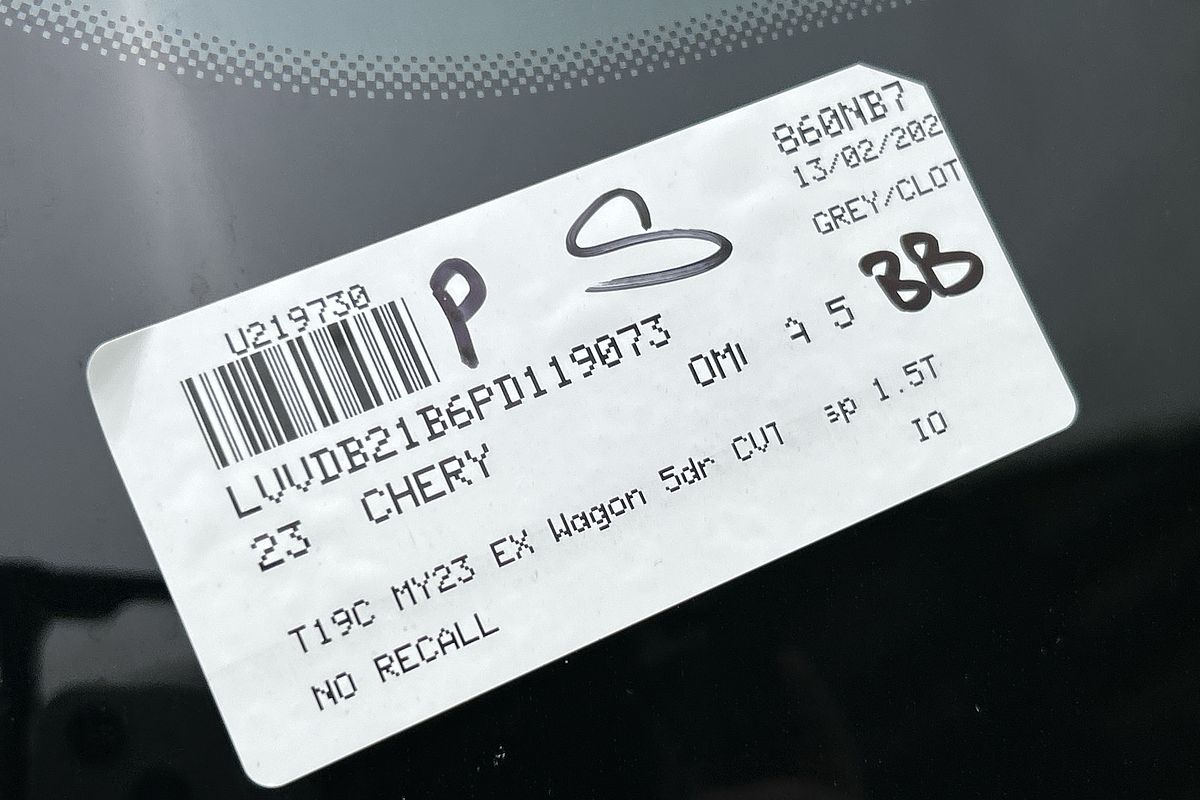 860NB7
13/02/202
GREY/CLOT
BB
P S
U219730
LVVDB21B6PD119073
23 CHERY OMI A 5
T19C MY23 EX Wagon 5dr CVT sp 1.5T
NO RECALL IO